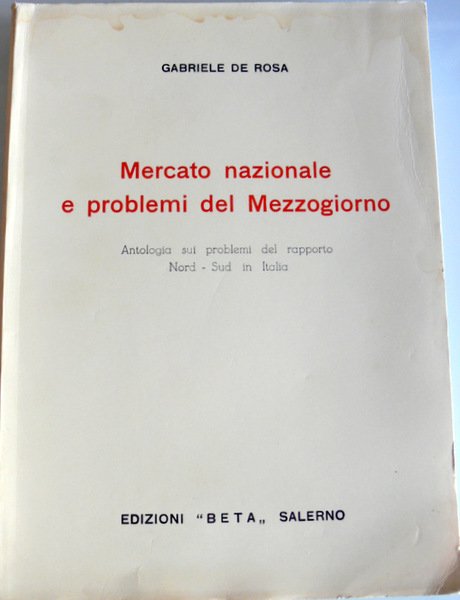 GABRIELE DE ROSA
Mercato nazionale
e problemi del Mezzogiorno
Antologia sui problemi del rapporto
Nord - Sud in Italia
EDIZIONI "BETA„ SALERNO